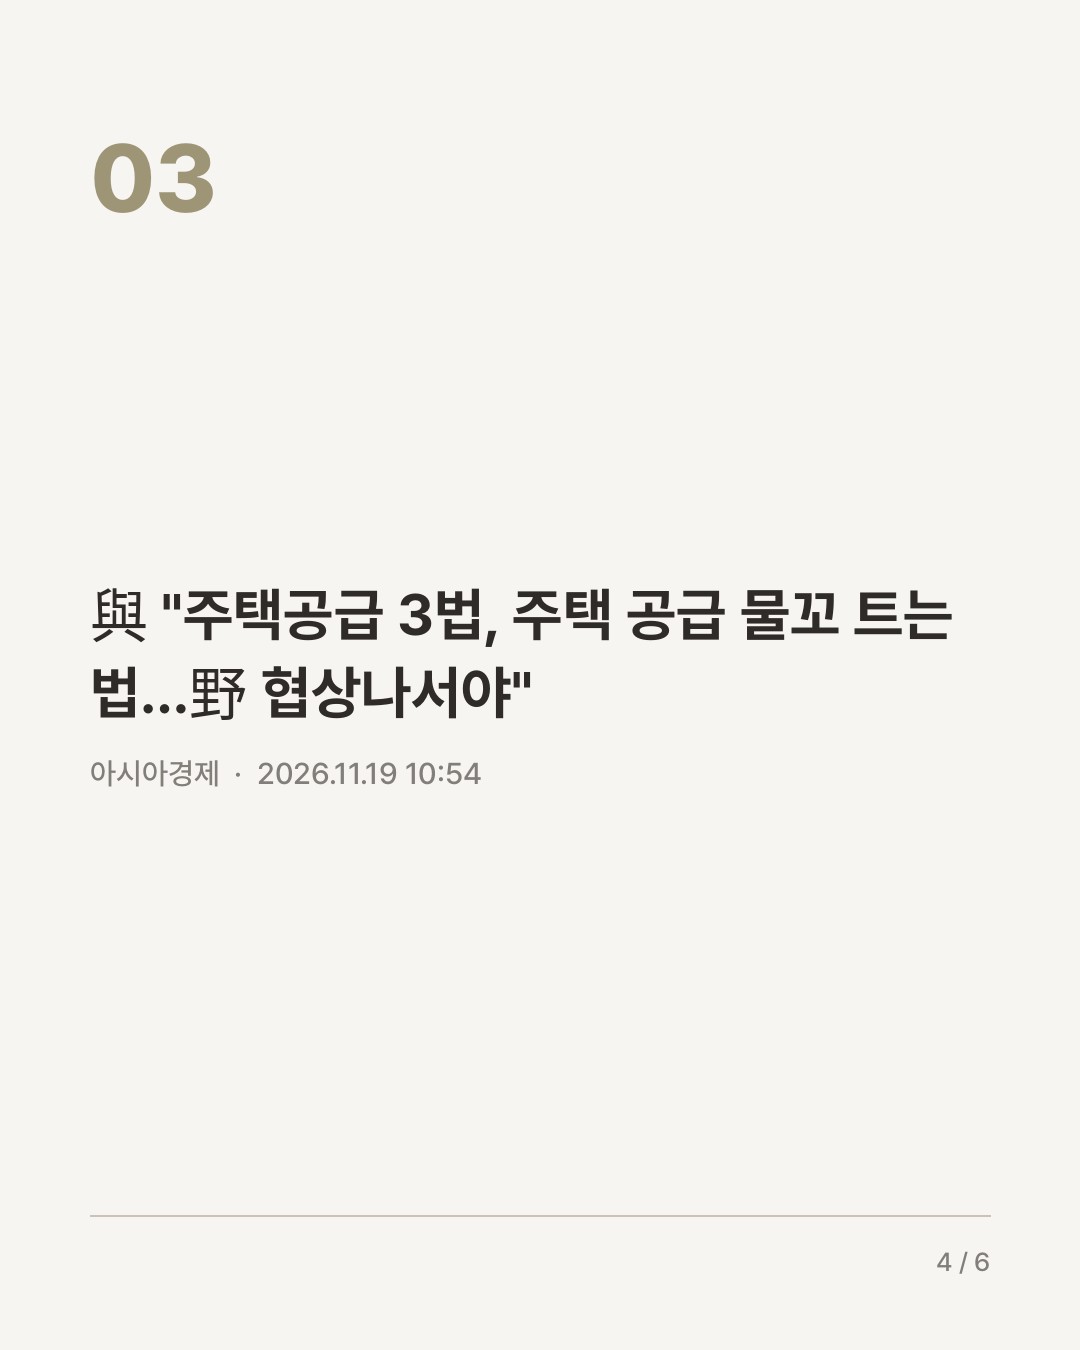 03
與 "주택공급 3법, 주택 공급 물꼬 트는
법...野 협상나서야"
아시아경제 · 2026.11.19 10:54
4 / 6